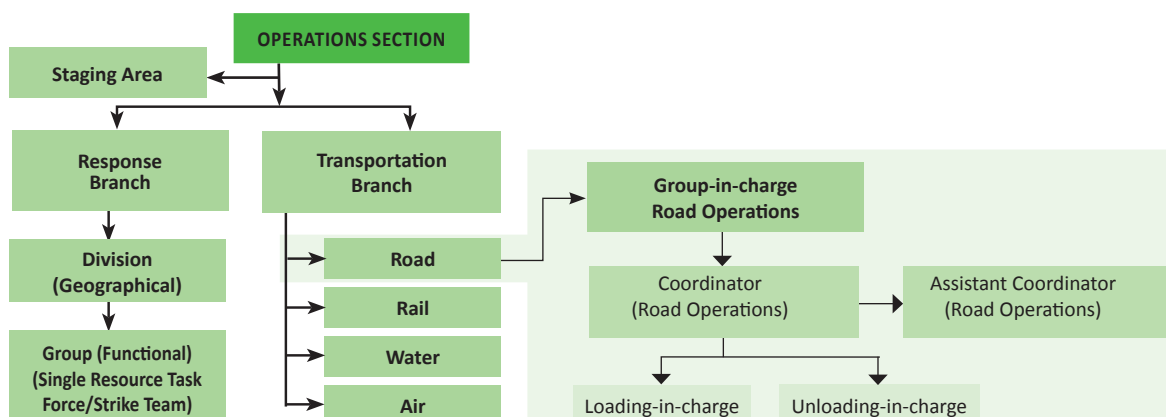 OPERATIONS SECTION
Staging Area
Response
Branch
Transportation
Branch
Division
(Geographical)
Group (Functional)
(Single Resource Task
Force/Strike Team)
Road
Rail
Water
Air
Group-in-charge
Road Operations
Coordinator
(Road Operations)
Assistant Coordinator
(Road Operations)
Loading-in-charge
Unloading-in-charge